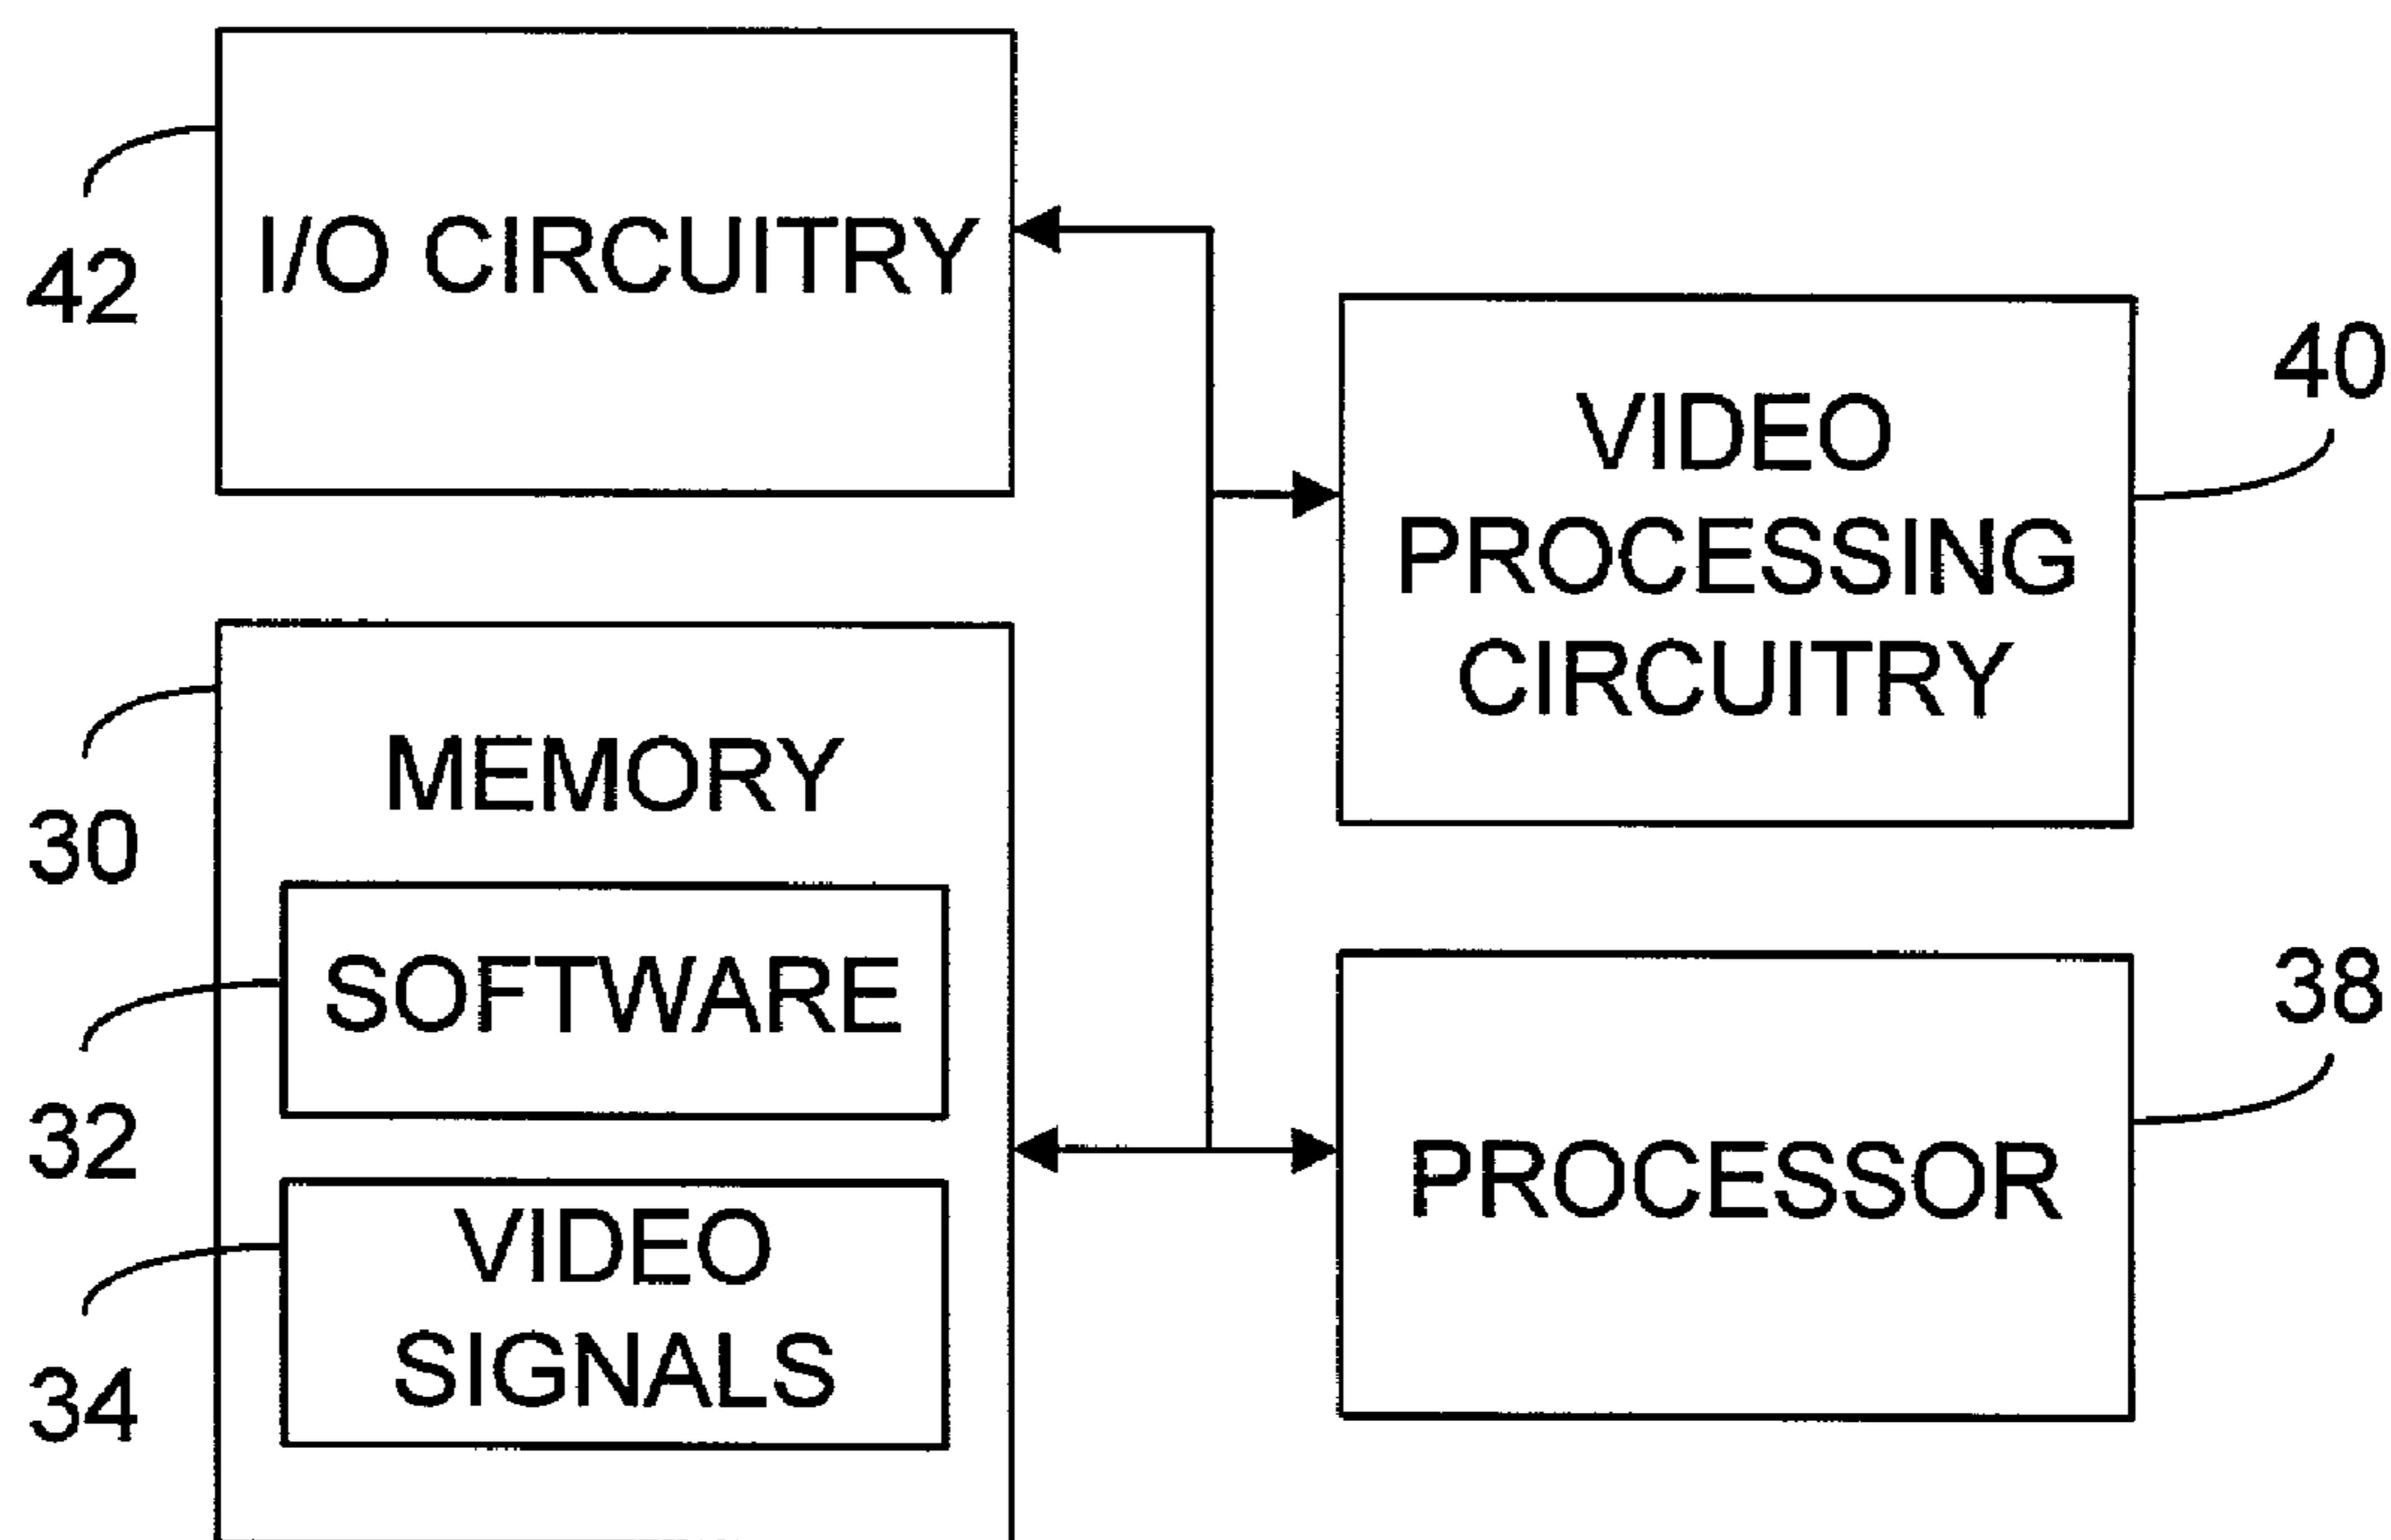 I/O CIRCUITRY
42
VIDEO
PROCESSING
CIRCUITRY
40
MEMORY
30
SOFTWARE
32
VIDEO
SIGNALS
34
PROCESSOR
38